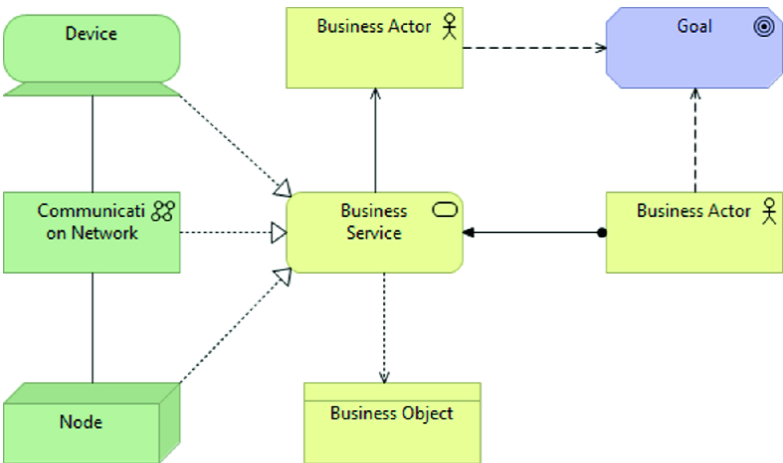 Device
Business Actor
Goal
Communicati
on Network
Business
Service
Business Actor
Node
Business Object